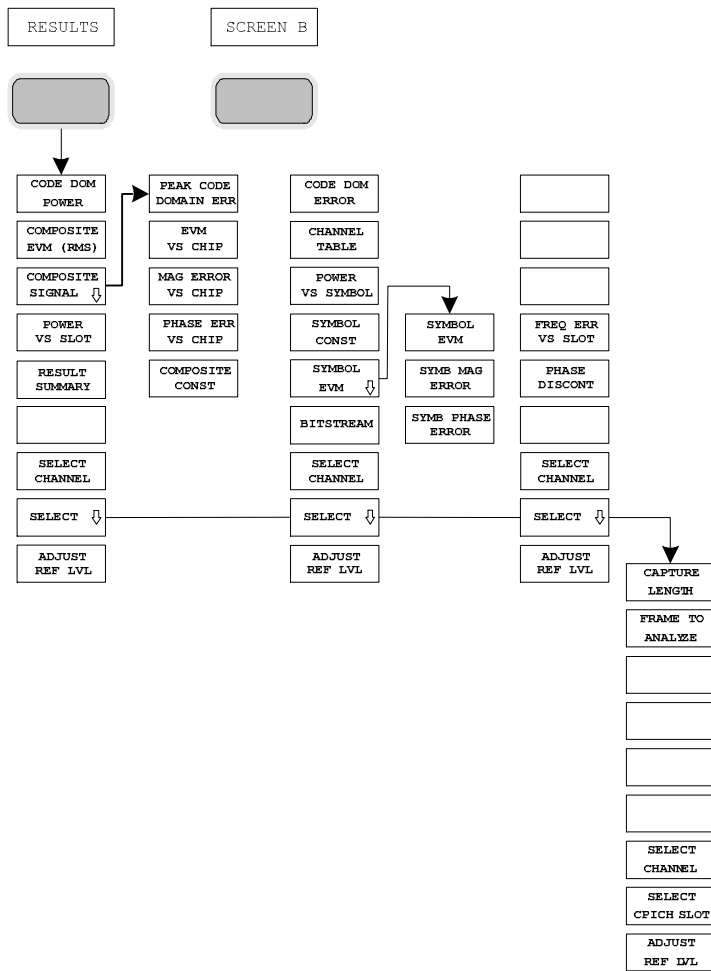 RESULTS
SCREEN B
CODE DOM
POWER
COMPOSITE
EVM (RMS)
COMPOSITE
SIGNAL ⇩
POWER
VS SLOT
RESULT
SUMMARY
SELECT
CHANNEL
SELECT ⇩
ADJUST
REF LVL
PEAK CODE
DOMAIN ERR
EVM
VS CHIP
MAG ERROR
VS CHIP
PHASE ERR
VS CHIP
COMPOSITE
CONST
CODE DOM
ERROR
CHANNEL
TABLE
POWER
VS SYMBOL
SYMBOL
CONST
SYMBOL
EVM ⇩
BITSTREAM
SELECT
CHANNEL
SELECT ⇩
ADJUST
REF LVL
SYMBOL
EVM
SYMB MAG
ERROR
SYMB PHASE
ERROR
FREQ ERR
VS SLOT
PHASE
DISCONT
SELECT
CHANNEL
SELECT ⇩
ADJUST
REF LVL
CAPTURE
LENGTH
FRAME TO
ANALYZE
SELECT
CHANNEL
SELECT
CPICH SLOT
ADJUST
REF LVL